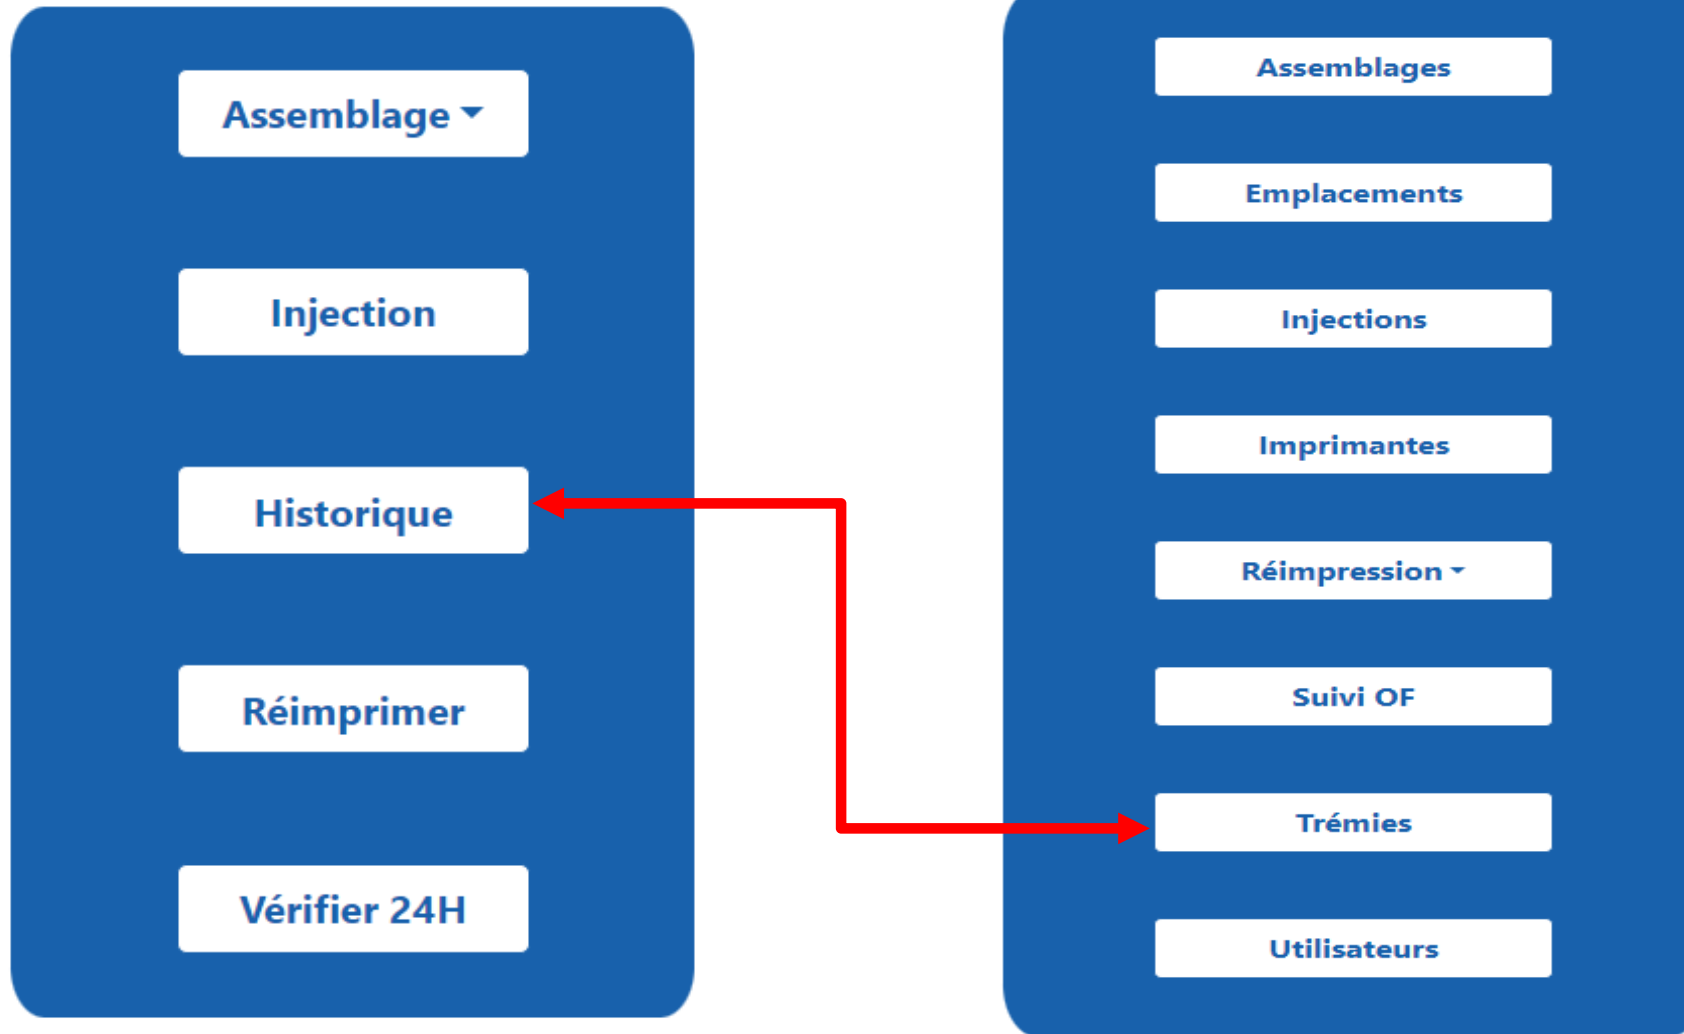 Assemblage
Injection
Historique
Réimprimer
Vérifier 24H
Assemblages
Emplacements
Injections
Imprimantes
Réimpression
Suivi OF
Trémies
Utilisateurs